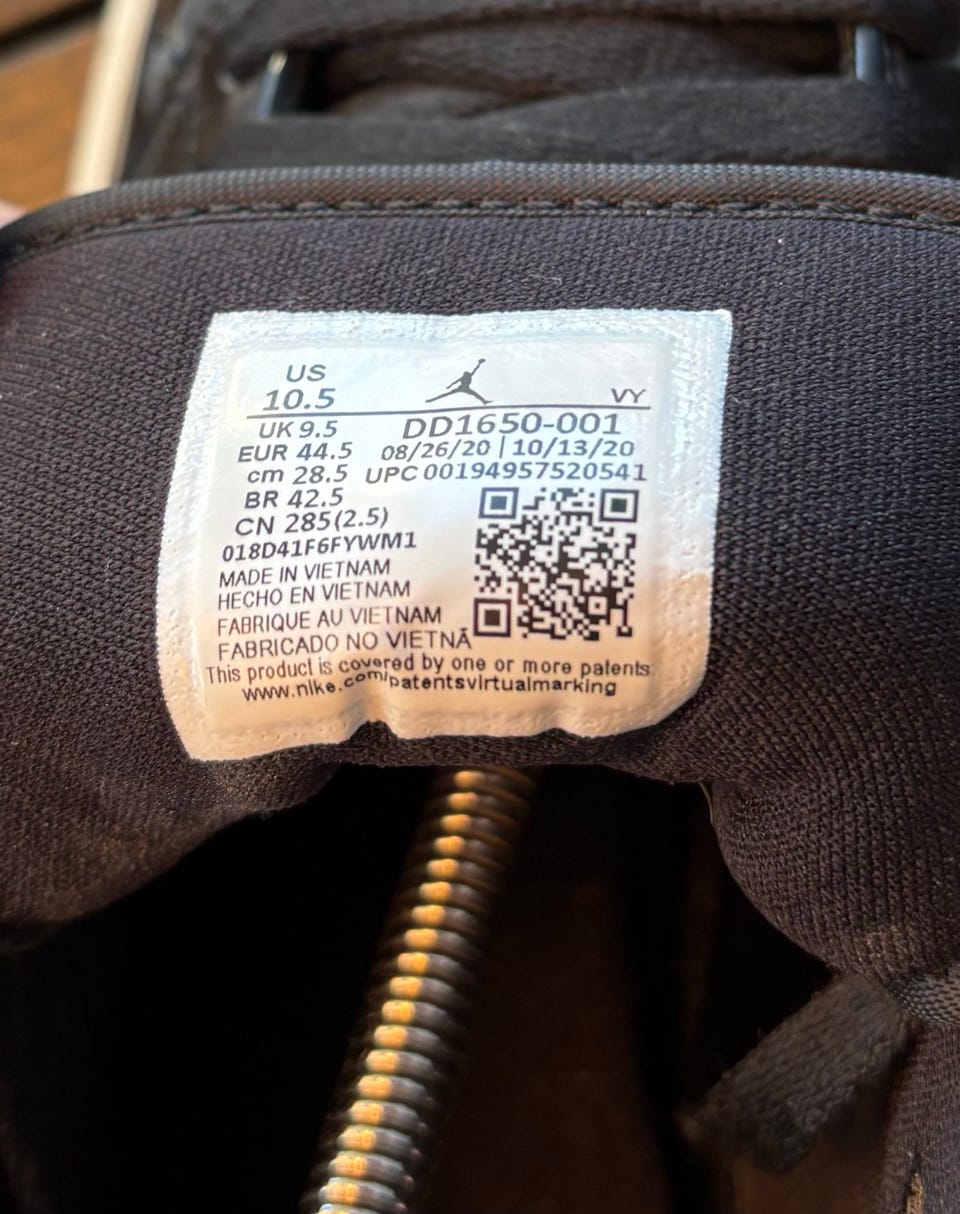 US
10.5
VY
UK 9.5
DD1650-001
EUR 44.5
08/26/20 | 10/13/20
cm 28.5
UPC 00194957520541
BR 42.5
CN 285(2.5)
018D41F6FYWM1
MADE IN VIETNAM
HECHO EN VIETNAM
FABRIQUE AU VIETNAM
FABRICADO NO VIETNÃ
This product is covered by one or more patents:
www.nike.com/patentsvirtualmarking